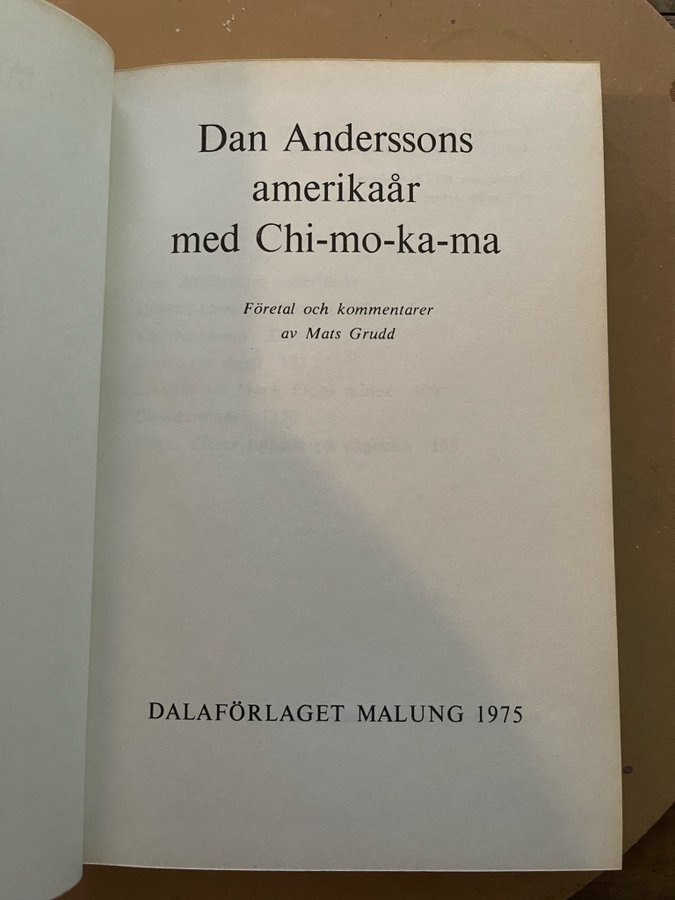 Dan Anderssons
amerikaår
med Chi-mo-ka-ma
Företal och kommentarer
av Mats Grudd
DALAFÖRLAGET MALUNG 1975